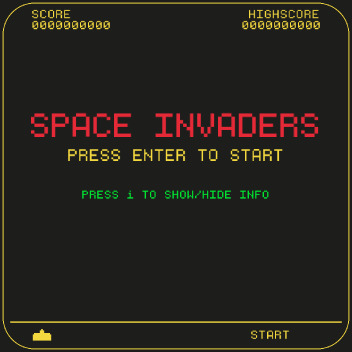 SCORE HIGHSCORE
0000000000 0000000000
SPACE INVADERS
PRESS ENTER TO START
PRESS i TO SHOW/HIDE INFO
START